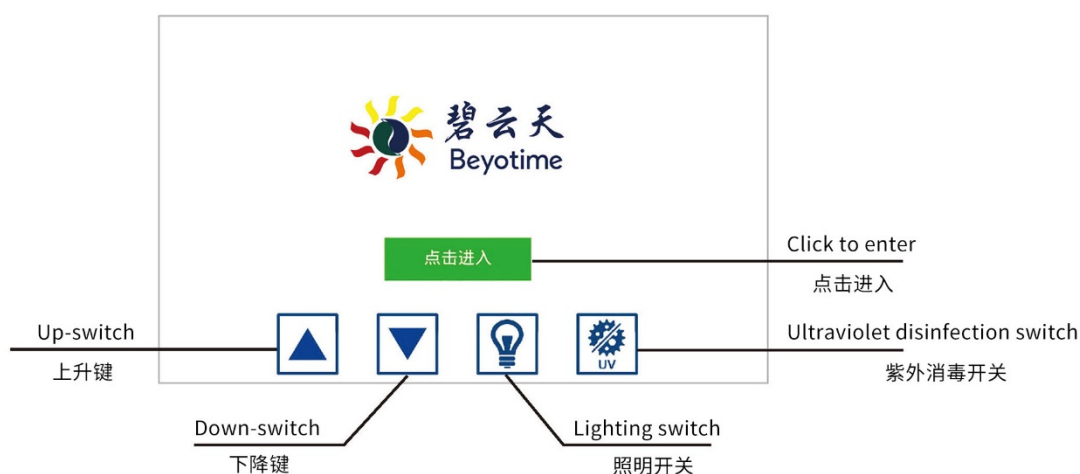 碧云天
Beyotime
点击进入
Click to enter
点击进入
Up-switch
上升键
Ultraviolet disinfection switch
紫外消毒开关
UV
Down-switch
下降键
Lighting switch
照明开关